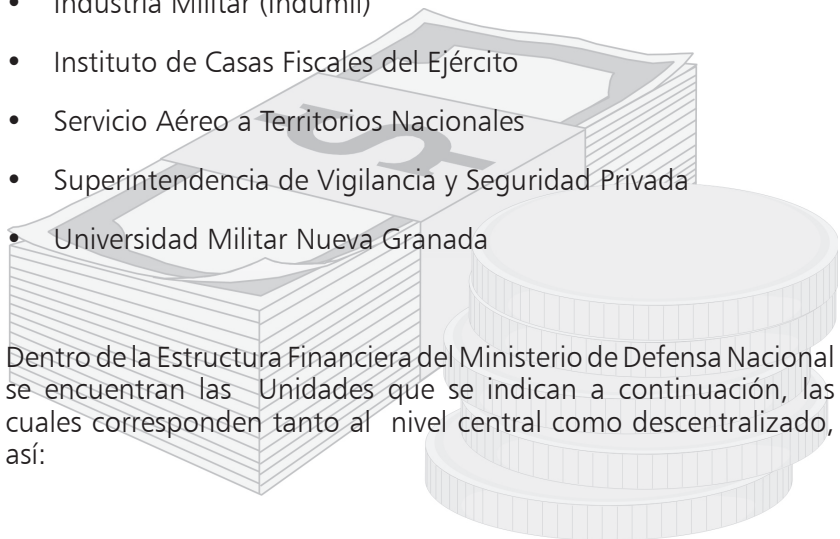 • Industria Militar (Indumil)
• Instituto de Casas Fiscales del Ejército
• Servicio Aéreo a Territorios Nacionales
• Superintendencia de Vigilancia y Seguridad Privada
• Universidad Militar Nueva Granada
Dentro de la Estructura Financiera del Ministerio de Defensa Nacional
se encuentran las Unidades que se indican a continuación, las
cuales corresponden tanto al nivel central como descentralizado,
así: